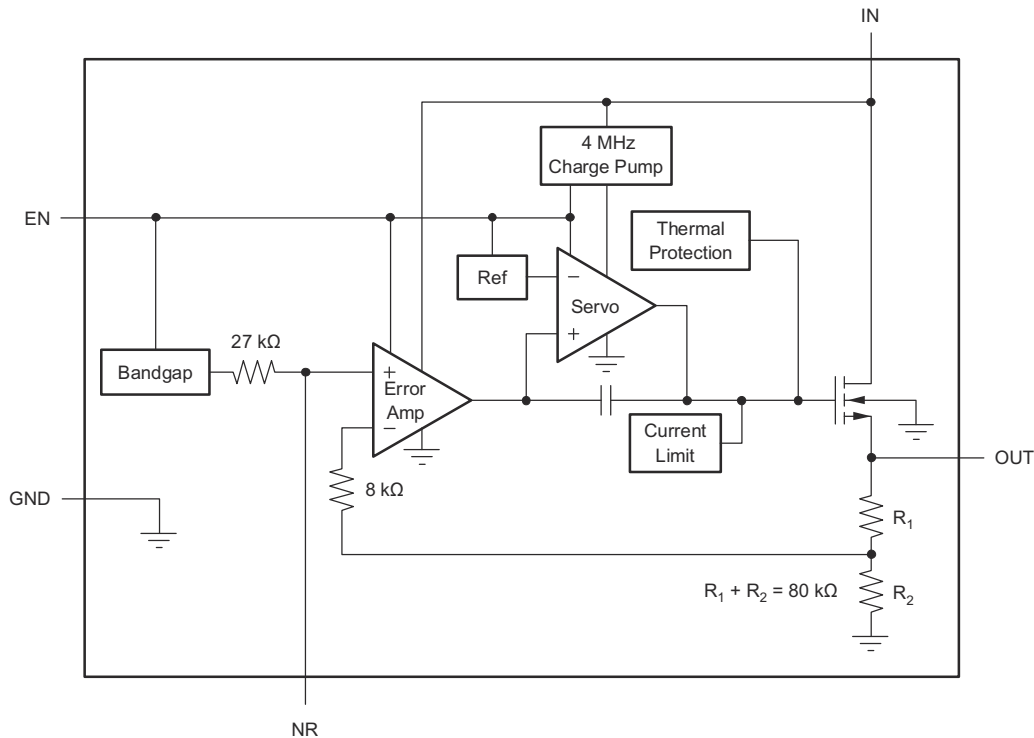 IN
4 MHz
Charge Pump
EN
Thermal
Protection
Ref
−
Servo
+
27 kΩ
Bandgap
+
Error
Amp
−
Current
Limit
OUT
8 kΩ
GND
R1
R1 + R2 = 80 kΩ
R2
NR